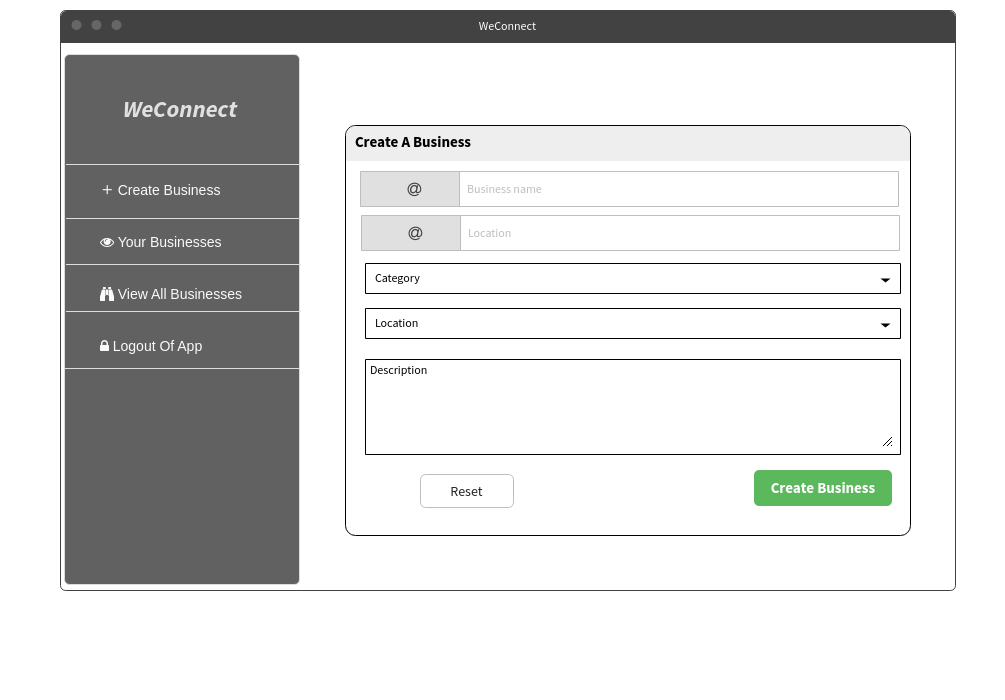 WeConnect
WeConnect
+ Create Business
Your Businesses
View All Businesses
Logout Of App
Create A Business
@ Business name
@ Location
Category
Location
Description
Reset
Create Business